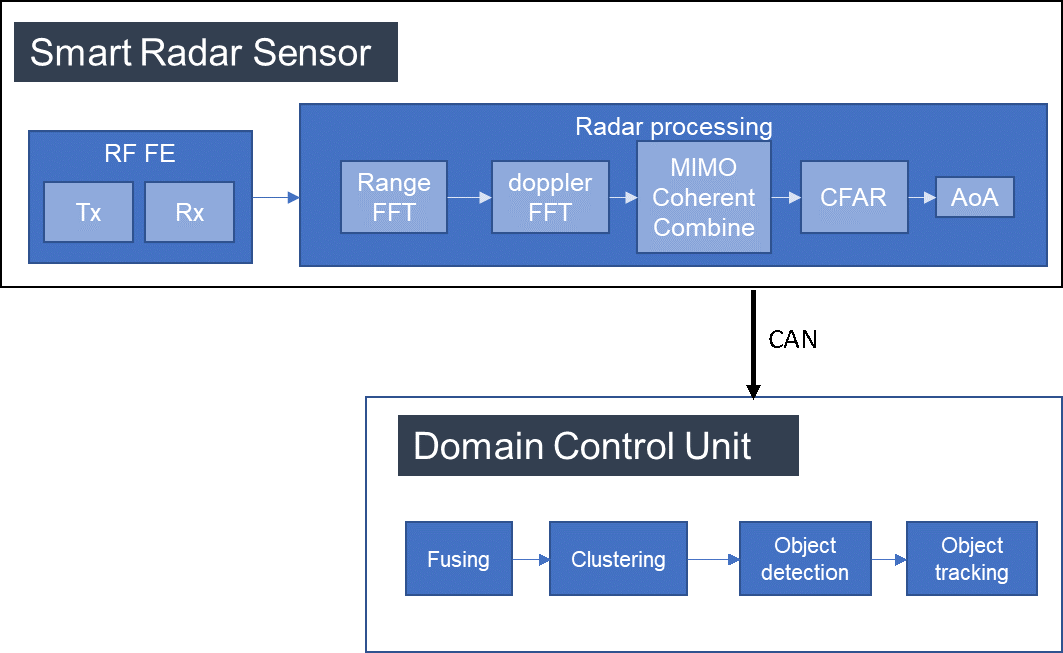 Smart Radar Sensor
RF FE
Tx
Rx
Radar processing
Range
FFT
doppler
FFT
MIMO
Coherent
Combine
CFAR
AoA
CAN
Domain Control Unit
Fusing
Clustering
Object
detection
Object
tracking